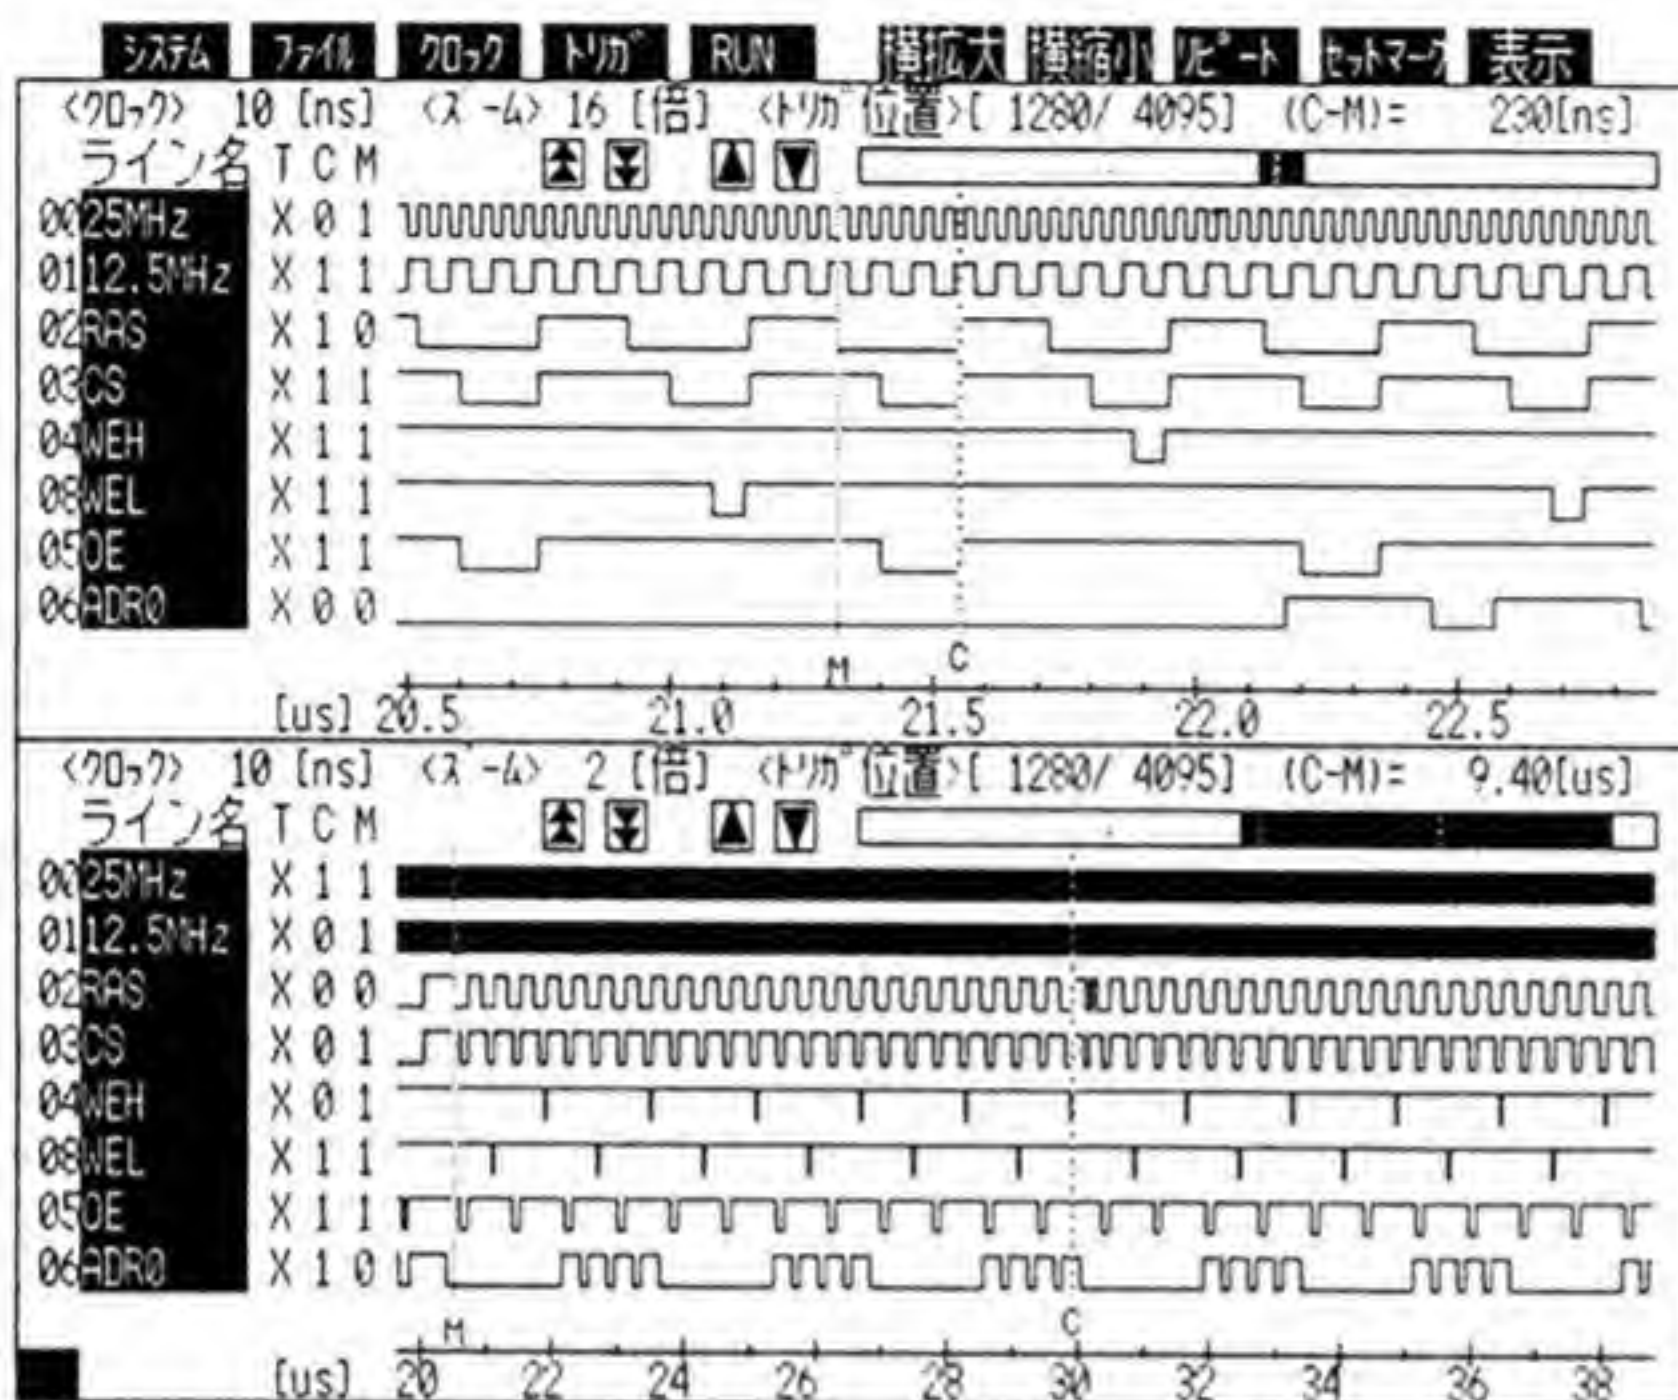 システム ファイル クロック トリガ RUN 横拡大 横縮小 リピート セットマーク 表示
<クロック> 10 [ns] <ズーム> 16 [倍] <トリガ位置>[ 1280/ 4095] (C-M)= 230[ns]
ライン名 T C M
00 25MHz X 0 1
01 12.5MHz X 1 1
02 RAS X 1 0
03 CS X 1 1
04 WEH X 1 1
08 WEL X 1 1
05 OE X 1 1
06 ADR0 X 0 0
M C
[us] 20.5 21.0 21.5 22.0 22.5
<クロック> 10 [ns] <ズーム> 2 [倍] <トリガ位置>[ 1280/ 4095] (C-M)= 9.40[us]
ライン名 T C M
00 25MHz X 1 1
01 12.5MHz X 0 1
02 RAS X 0 0
03 CS X 0 1
04 WEH X 0 1
08 WEL X 1 1
05 OE X 1 1
06 ADR0 X 1 0
M C
[us] 20 22 24 26 28 30 32 34 36 38